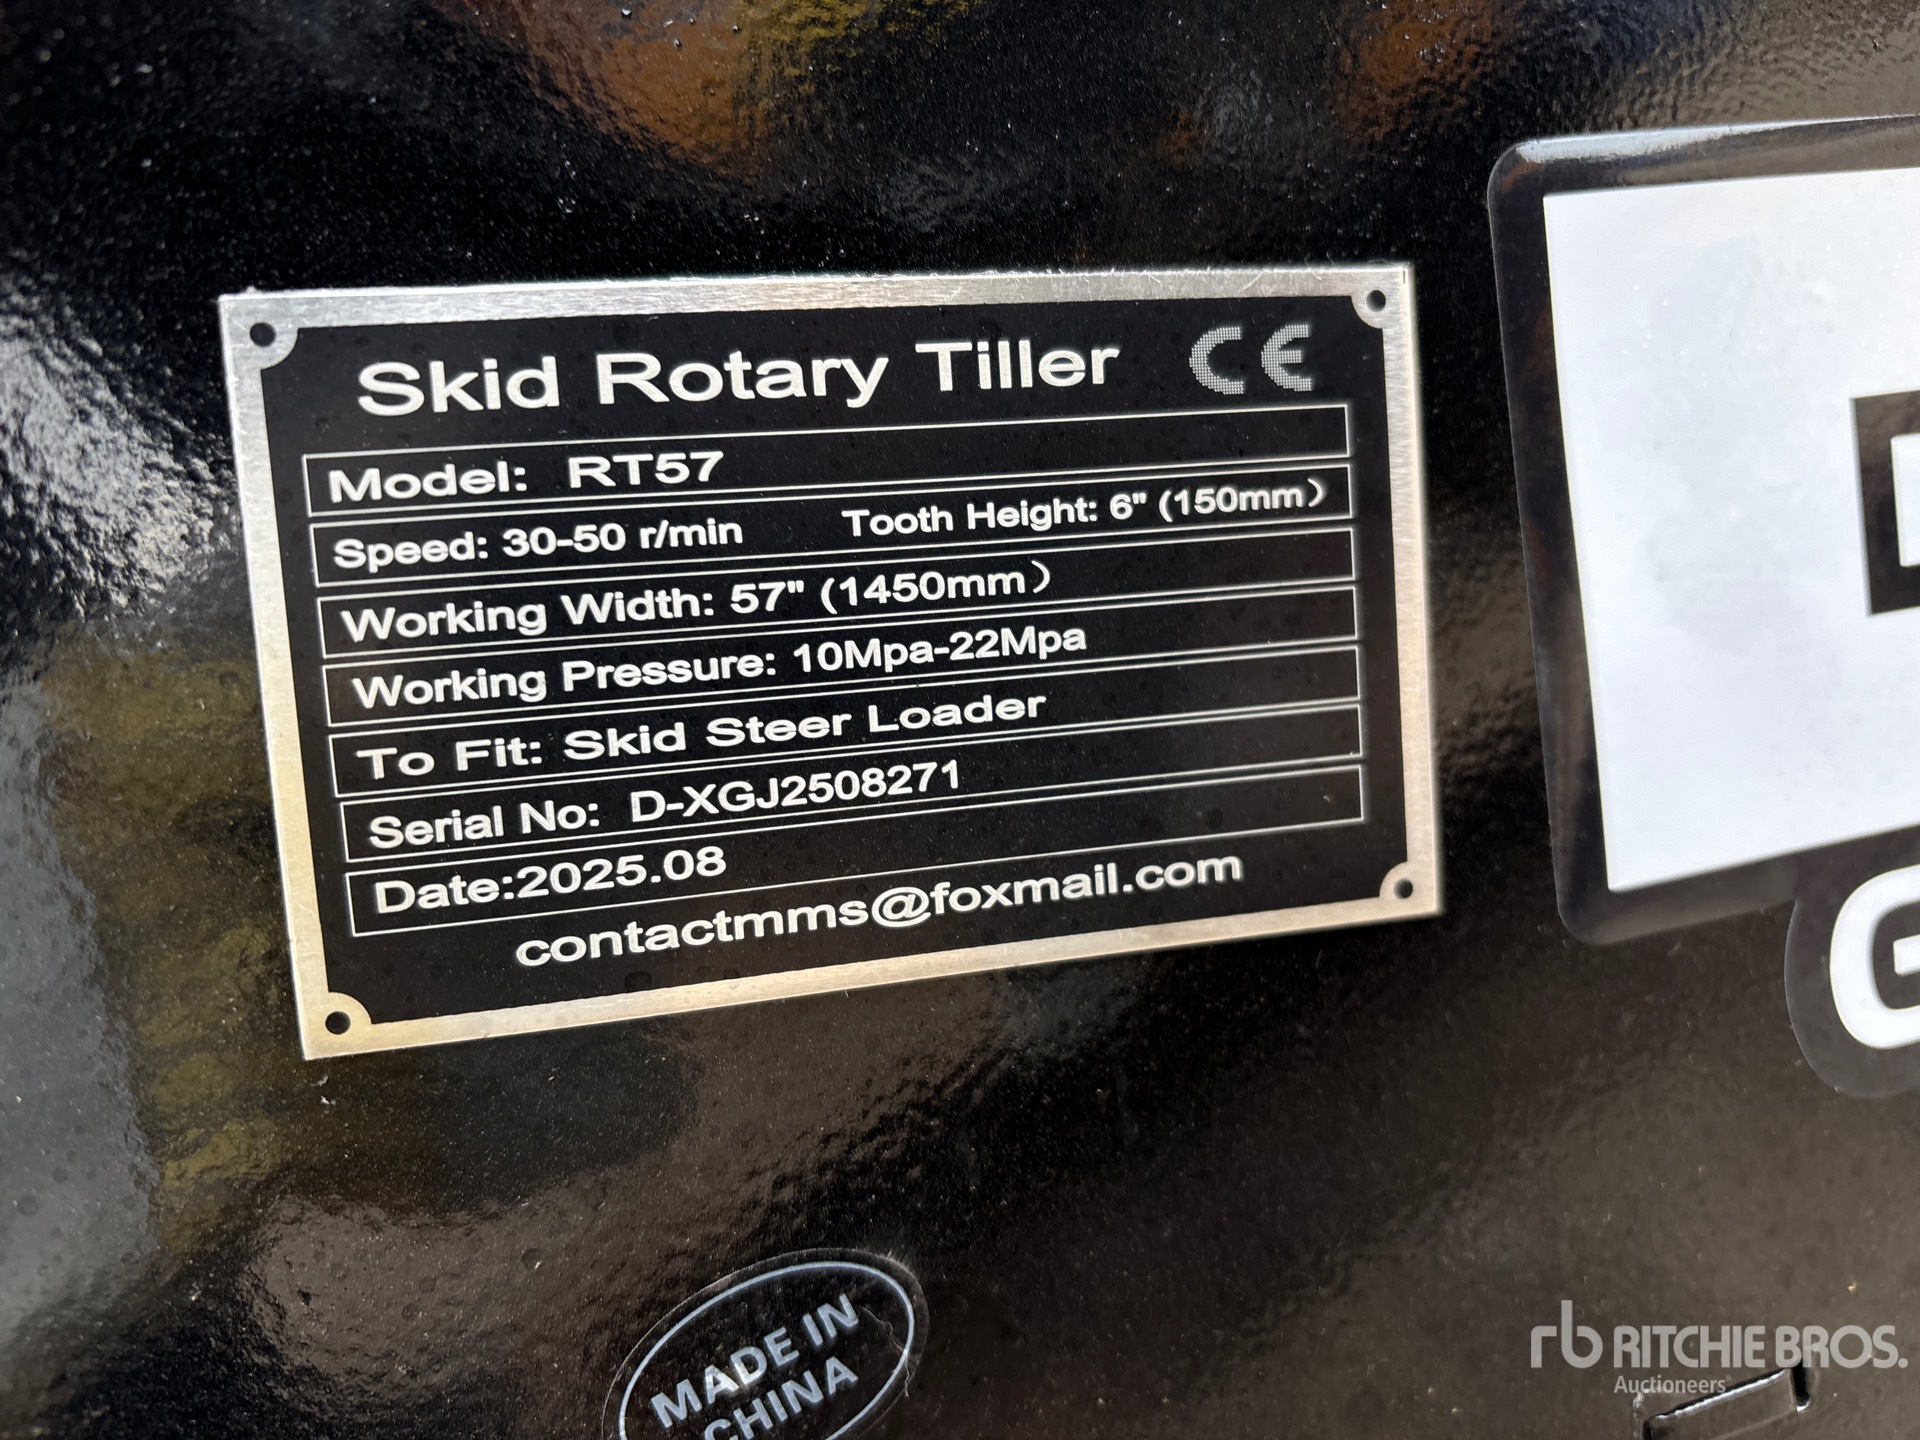 Skid Rotary Tiller CE
Model: RT57
Speed: 30-50 r/min Tooth Height: 6" (150mm）
Working Width: 57" (1450mm）
Working Pressure: 10Mpa-22Mpa
To Fit: Skid Steer Loader
Serial No: D-XGJ2508271
Date:2025.08
contactmms@foxmail.com
G
MADE IN
CHINA
rb RITCHIE BROS.
Auctioneers